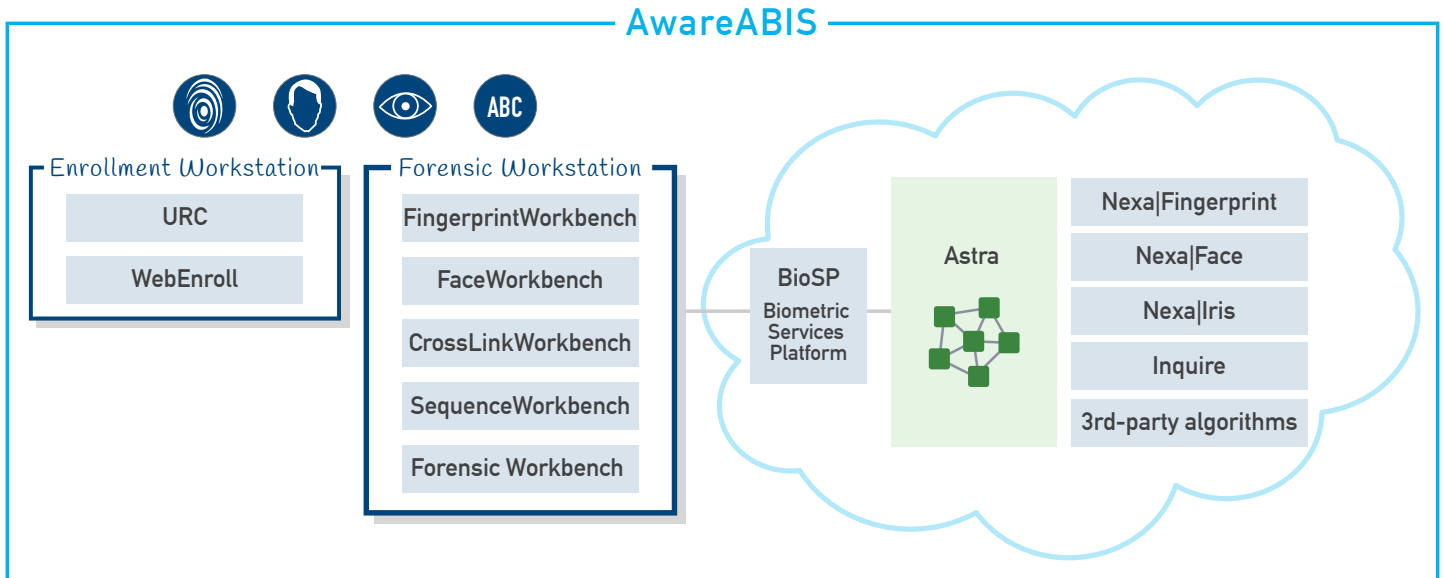 AwareABIS
ABC
Enrollment Workstation
URC
WebEnroll
Forensic Workstation
FingerprintWorkbench
FaceWorkbench
CrossLinkWorkbench
SequenceWorkbench
Forensic Workbench
BioSP
Biometric
Services
Platform
Astra
Nexa|Fingerprint
Nexa|Face
Nexa|Iris
Inquire
3rd-party algorithms